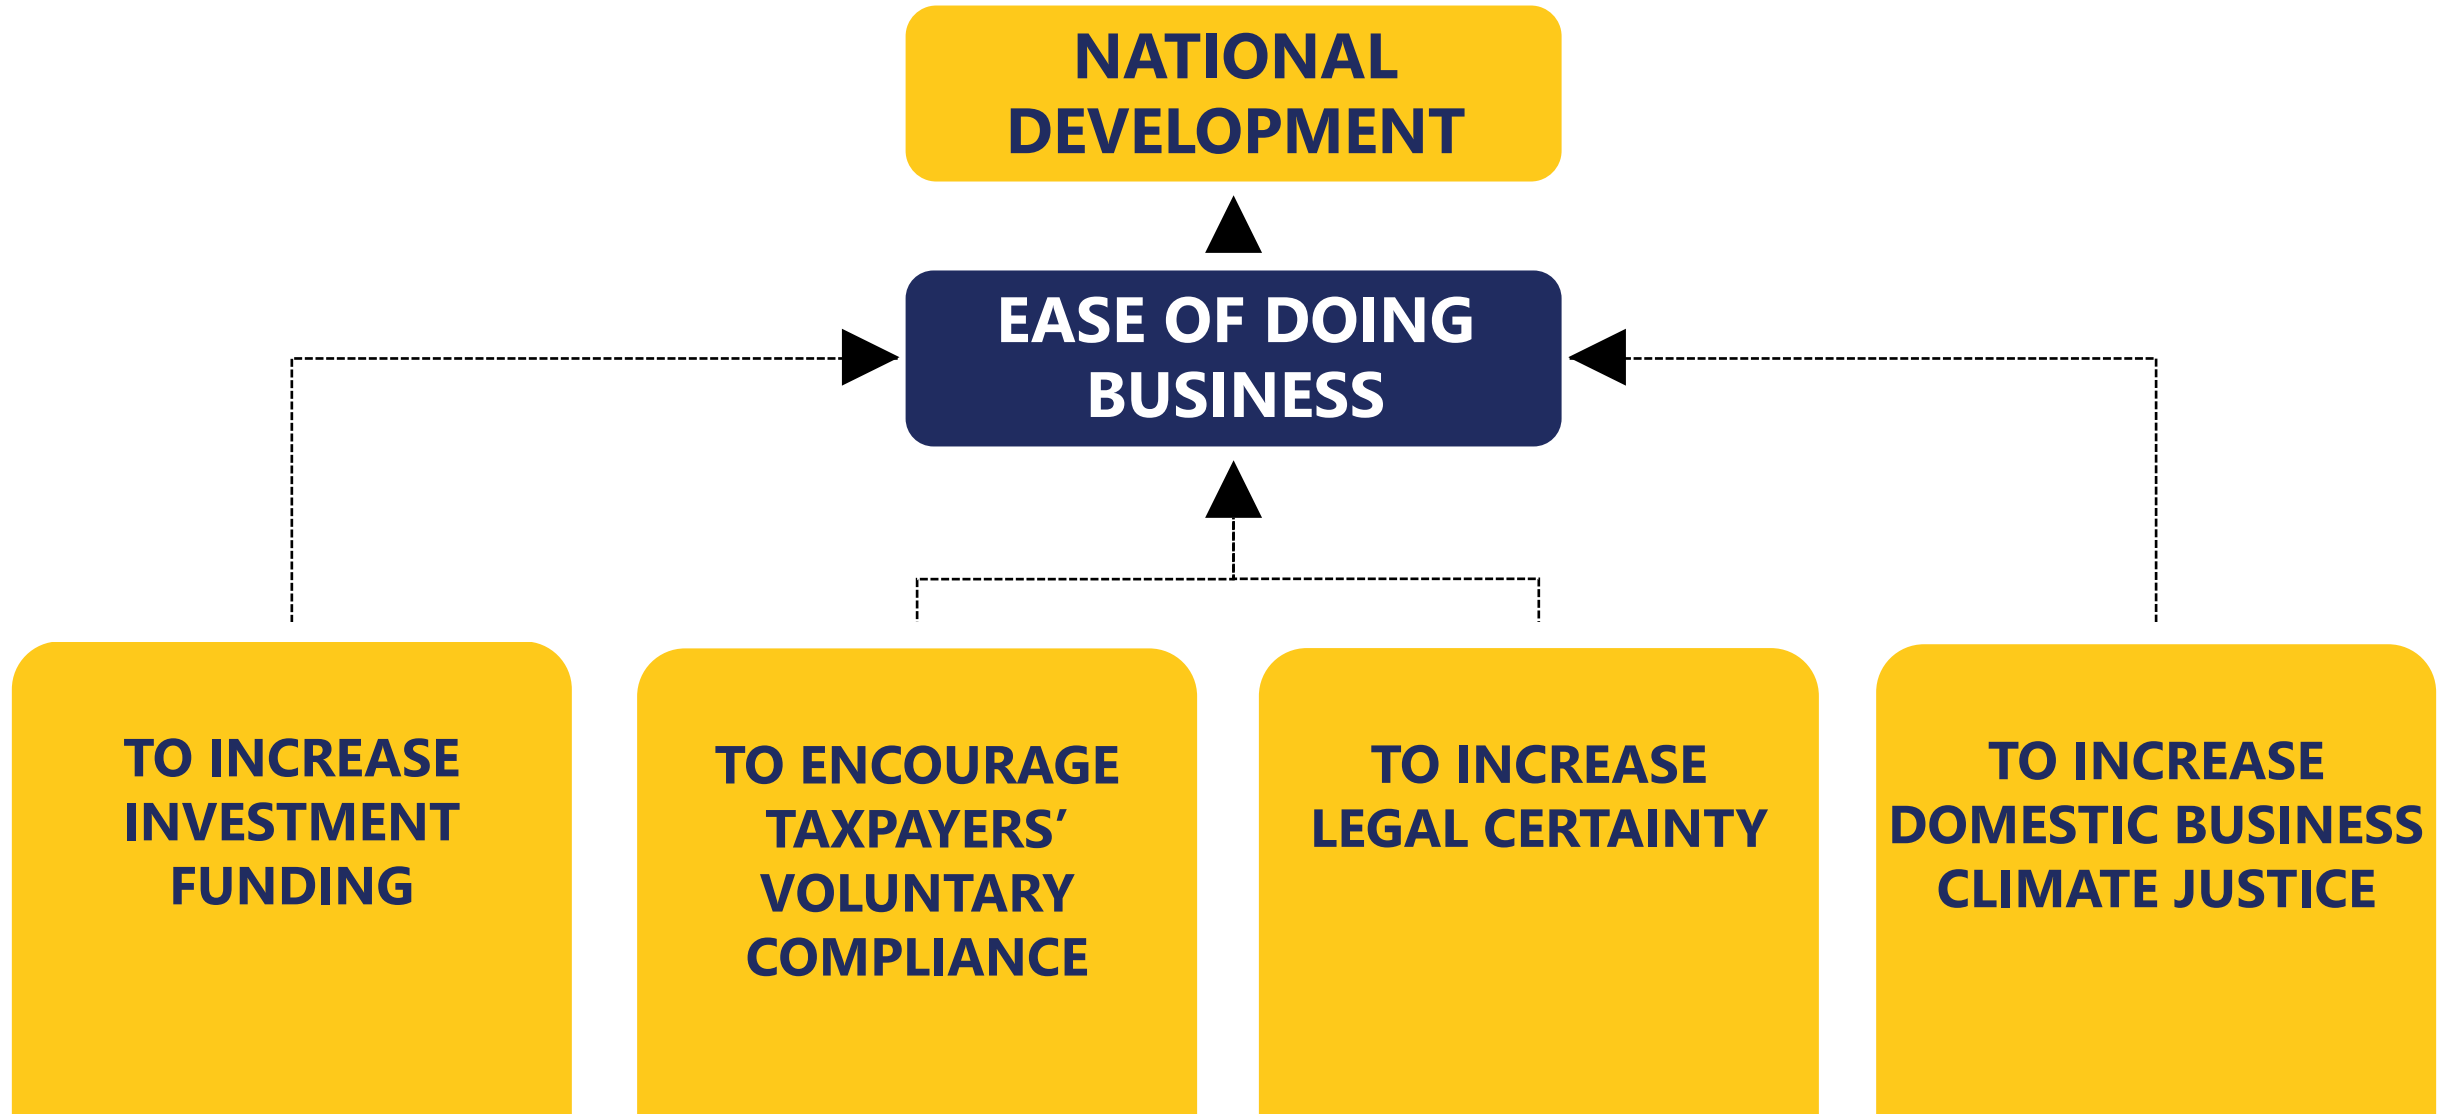 NATIONAL
DEVELOPMENT
EASE OF DOING
BUSINESS
TO INCREASE
INVESTMENT
FUNDING
TO ENCOURAGE
TAXPAYERS’
VOLUNTARY
COMPLIANCE
TO INCREASE
LEGAL CERTAINTY
TO INCREASE
DOMESTIC BUSINESS
CLIMATE JUSTICE